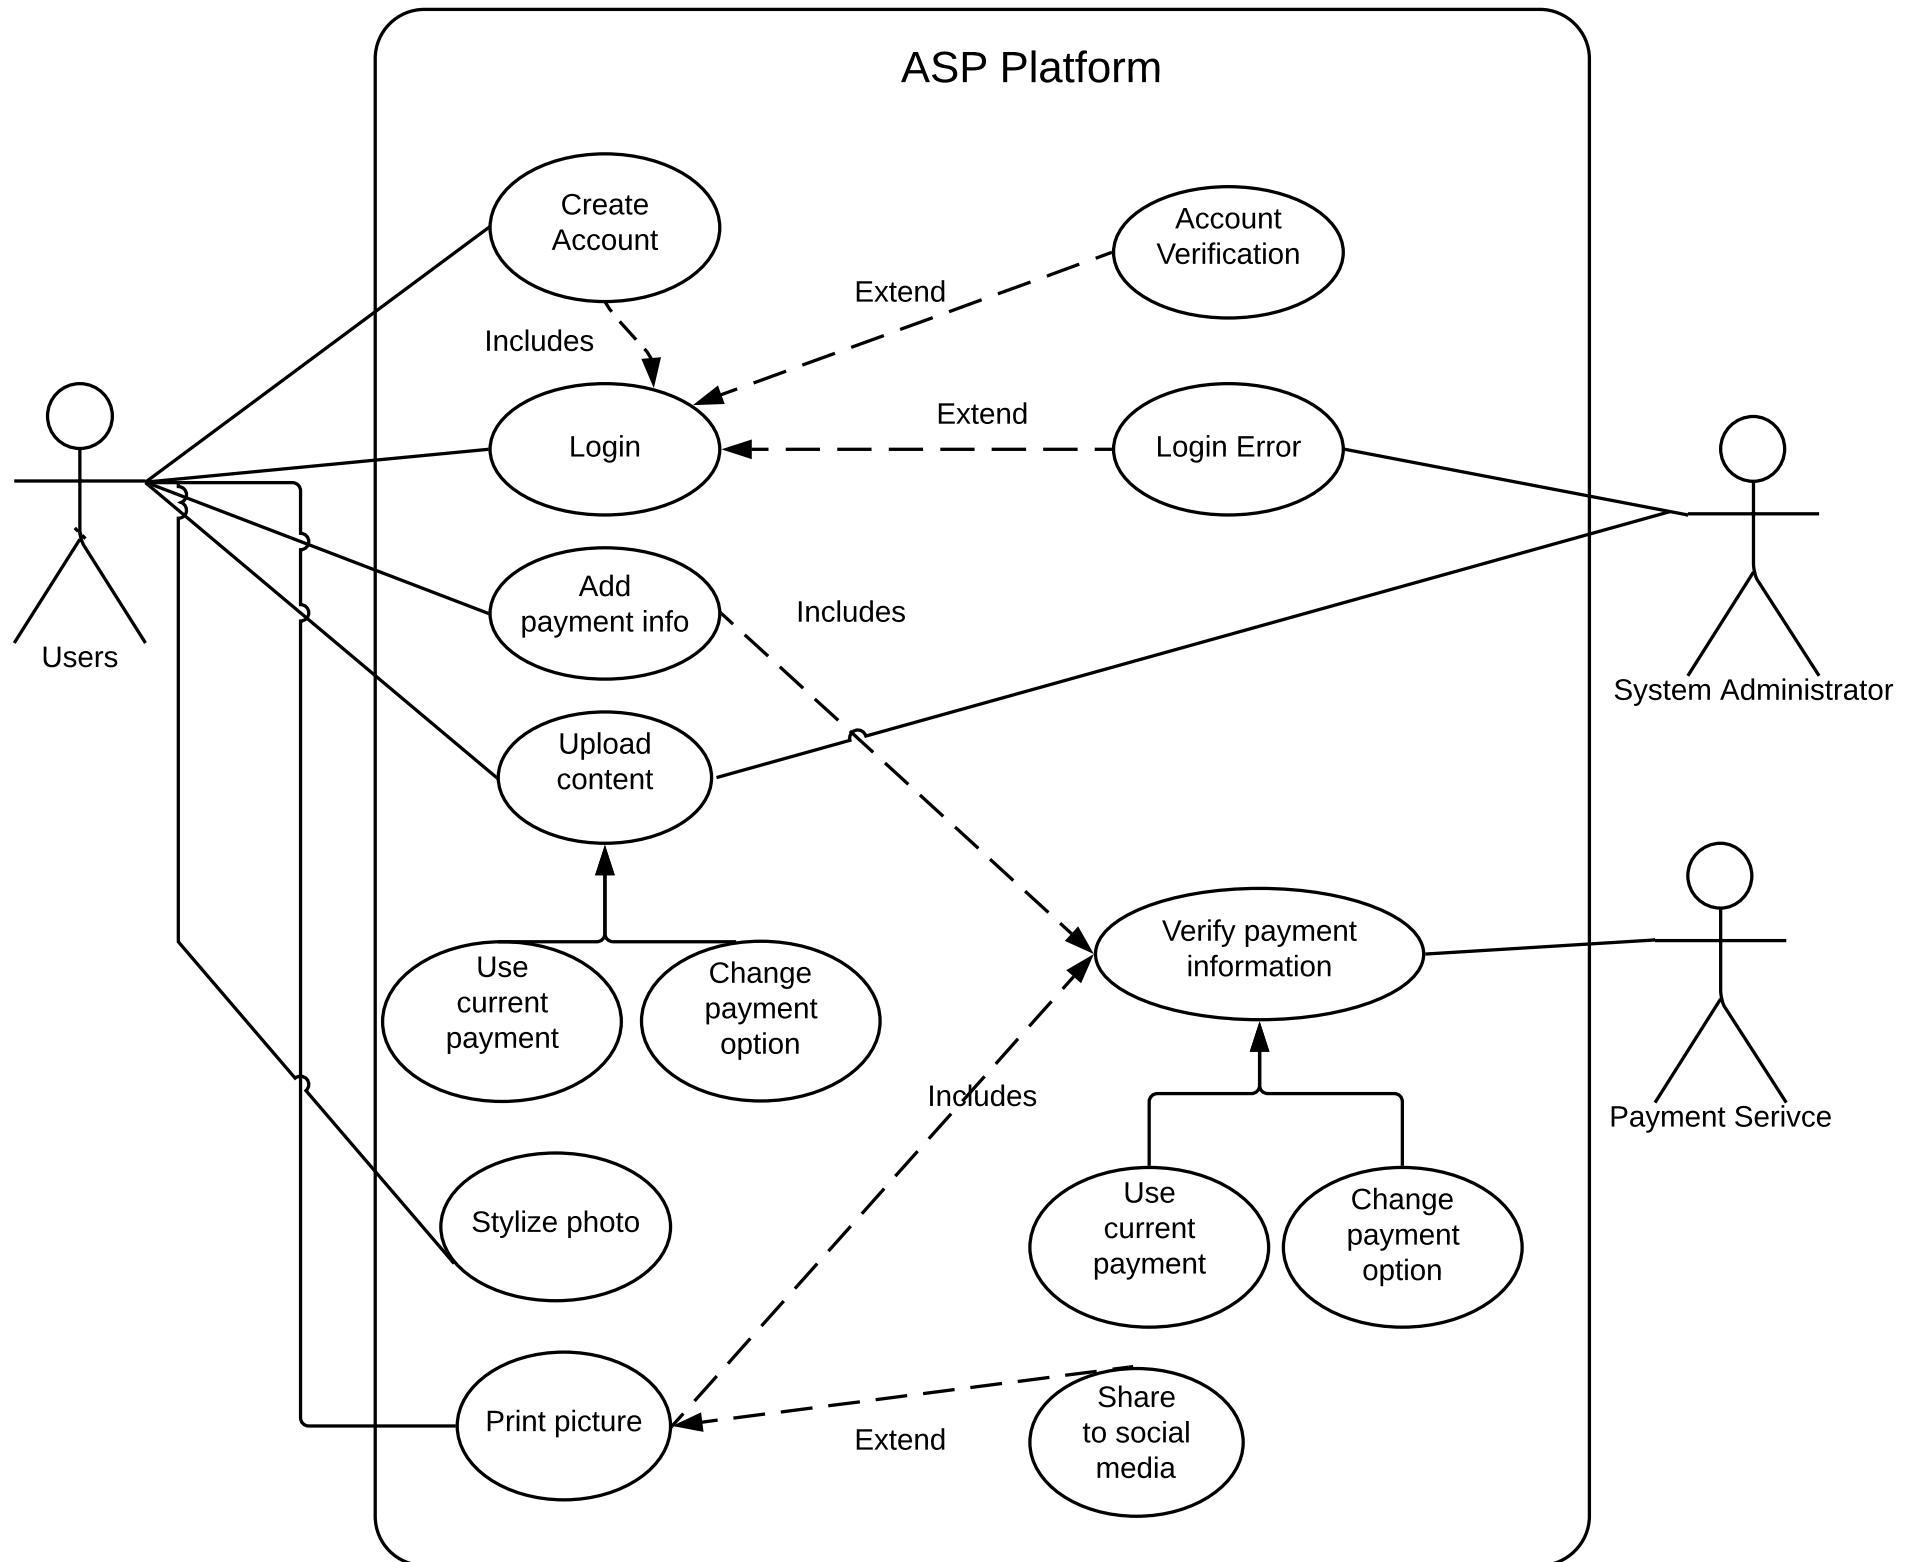 ASP Platform
Create
Account
Account
Verification
Extend
Includes
Extend
Login
Login Error
Add
payment info
Includes
Users
System Administrator
Upload
content
Verify payment
information
Use
current
payment
Change
payment
option
Includes
Payment Serivce
Use
current
payment
Change
payment
option
Stylize photo
Print picture
Share
to social
media
Extend